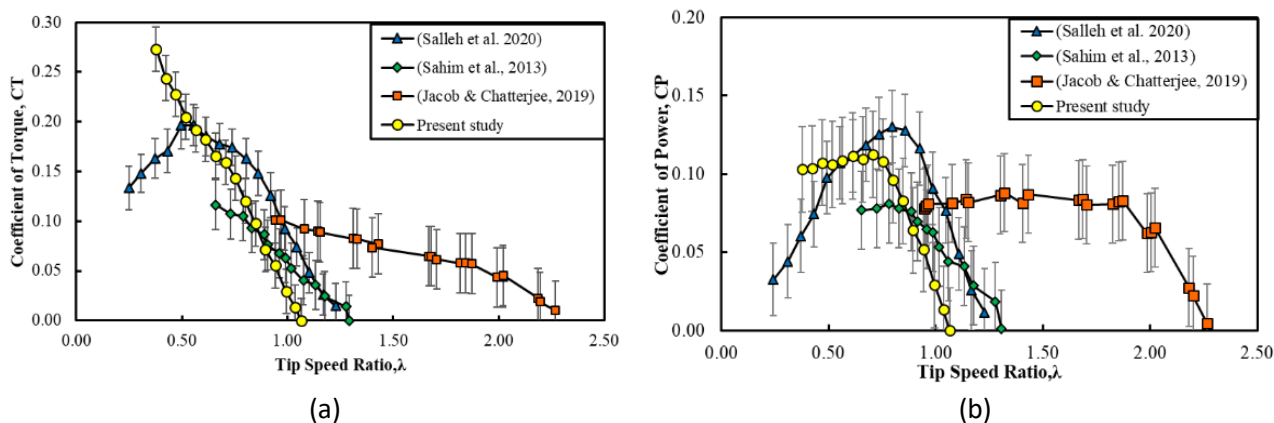 0.30
0.25
0.20
0.15
0.10
0.05
0.00
Coefficient of Torque, CT
0.00 0.50 1.00 1.50 2.00 2.50
Tip Speed Ratio,λ
(Salleh et al. 2020)
(Sahim et al., 2013)
(Jacob & Chatterjee, 2019)
Present study
(a)
0.20
0.15
0.10
0.05
0.00
Coefficient of Power, CP
0.00 0.50 1.00 1.50 2.00 2.50
Tip Speed Ratio,λ
(Salleh et al. 2020)
(Sahim et al., 2013)
(Jacob & Chatterjee, 2019)
Present study
(b)